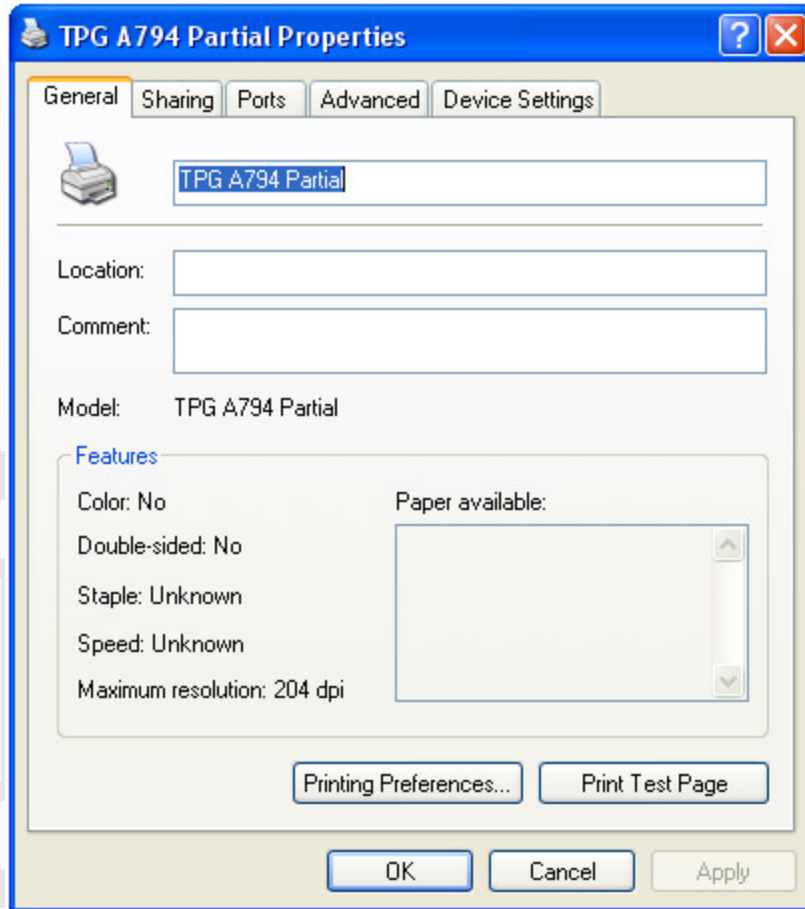 TPG A794 Partial Properties
General Sharing Ports Advanced Device Settings
TPG A794 Partial
Location:
Comment:
Model: TPG A794 Partial
Features
Color: No Paper available:
Double-sided: No
Staple: Unknown
Speed: Unknown
Maximum resolution: 204 dpi
Printing Preferences... Print Test Page
OK Cancel Apply